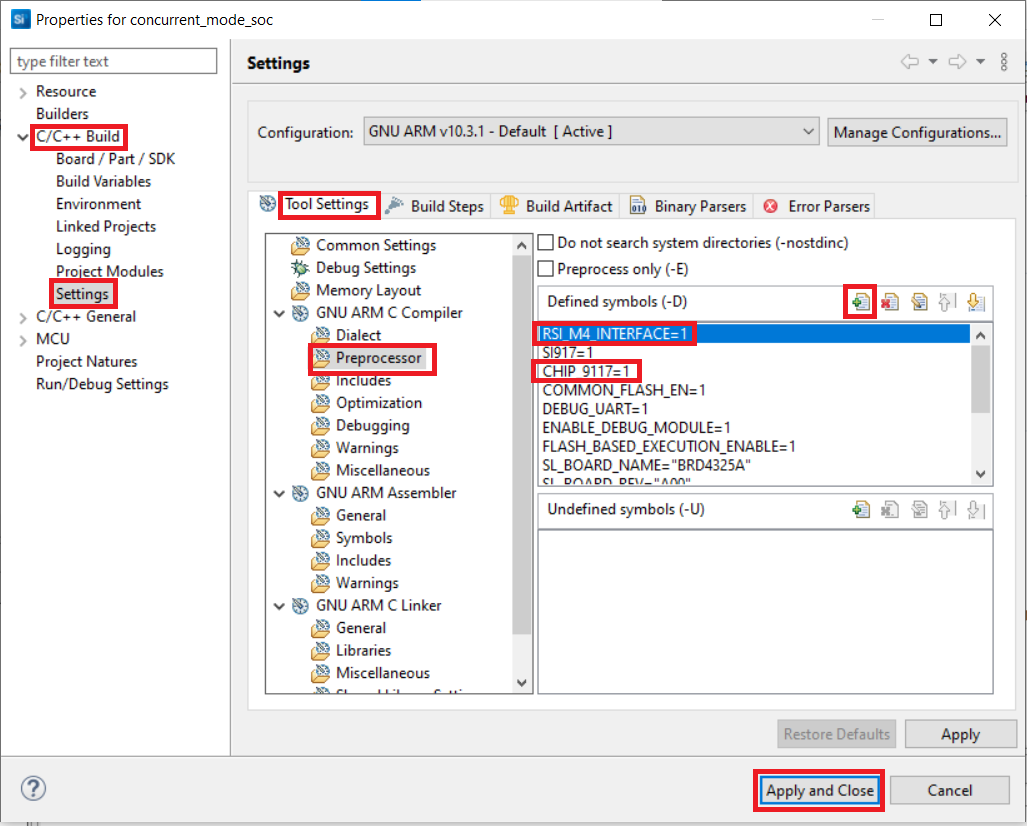 Si Properties for concurrent_mode_soc
type filter text
Resource
Builders
C/C++ Build
Board / Part / SDK
Build Variables
Environment
Linked Projects
Logging
Project Modules
Settings
C/C++ General
MCU
Project Natures
Run/Debug Settings
Settings
Configuration: GNU ARM v10.3.1 - Default [ Active ] Manage Configurations...
Tool Settings Build Steps Build Artifact Binary Parsers Error Parsers
Common Settings
Debug Settings
Memory Layout
GNU ARM C Compiler
Dialect
Preprocessor
Includes
Optimization
Debugging
Warnings
Miscellaneous
GNU ARM Assembler
General
Symbols
Includes
Warnings
GNU ARM C Linker
General
Libraries
Miscellaneous
Do not search system directories (-nostdinc)
Preprocess only (-E)
Defined symbols (-D)
RSI_M4_INTERFACE=1
SI917=1
CHIP_9117=1
COMMON_FLASH_EN=1
DEBUG_UART=1
ENABLE_DEBUG_MODULE=1
FLASH_BASED_EXECUTION_ENABLE=1
SL_BOARD_NAME="BRD4325A"
SL_BOARD_REV="A00"
Undefined symbols (-U)
Restore Defaults Apply
? Apply and Close Cancel